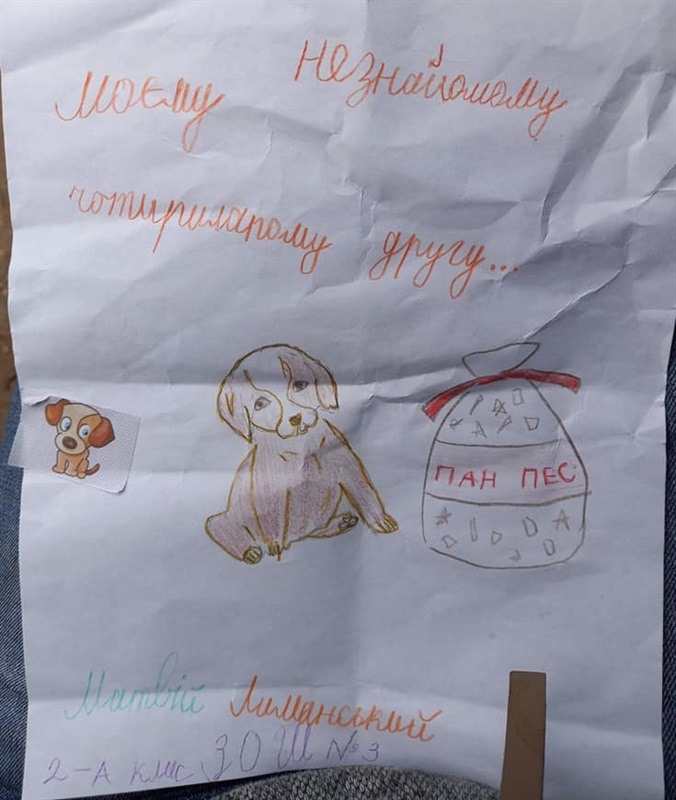 Моєму незнайомому
чотирилапому другу...
ПАН ПЕС
Матвій Лиманський
2-А клас, ЗОШ №3